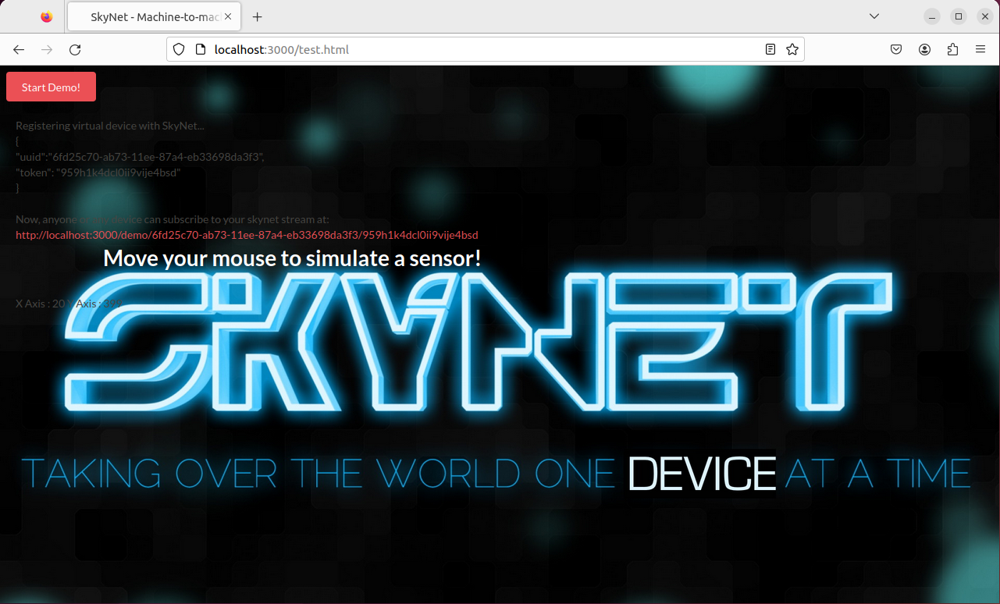 SkyNet - Machine-to-mac
localhost:3000/test.html
Start Demo!
Registering virtual device with SkyNet...
{
"uuid":"6fd25c70-ab73-11ee-87a4-eb33698da3f3",
"token": "959h1k4dcl0ii9vije4bsd"
}
Now, anyone or any device can subscribe to your skynet stream at:
http://localhost:3000/demo/6fd25c70-ab73-11ee-87a4-eb33698da3f3/959h1k4dcl0ii9vije4bsd
Move your mouse to simulate a sensor!
X Axis : 20 Y Axis :
SKYNET
TAKING OVER THE WORLD ONE DEVICE AT A TIME